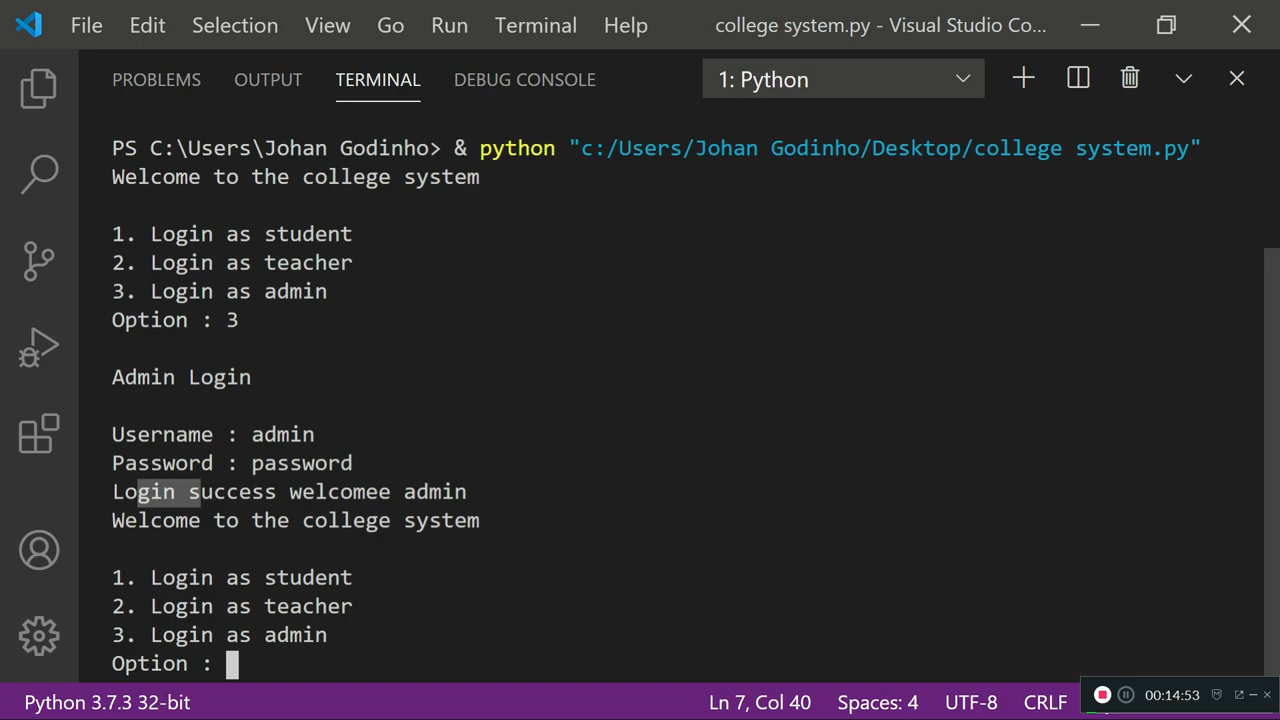 File Edit Selection View Go Run Terminal Help college system.py - Visual Studio Co...
PROBLEMS OUTPUT TERMINAL DEBUG CONSOLE 1: Python
PS C:\Users\Johan Godinho> & python "c:/Users/Johan Godinho/Desktop/college system.py"
Welcome to the college system
1. Login as student
2. Login as teacher
3. Login as admin
Option : 3
Admin Login
Username : admin
Password : password
Login success welcomee admin
Welcome to the college system
1. Login as student
2. Login as teacher
3. Login as admin
Option :
Python 3.7.3 32-bit Ln 7, Col 40 Spaces: 4 UTF-8 CRLF 00:14:53